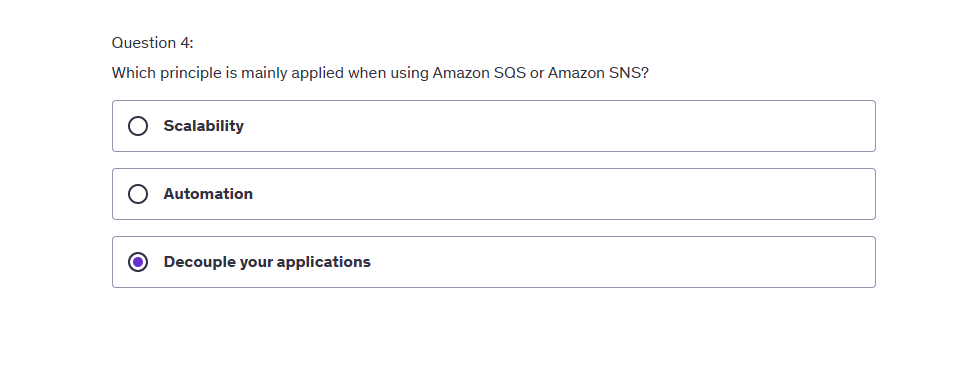 Question 4:
Which principle is mainly applied when using Amazon SQS or Amazon SNS?
Scalability
Automation
Decouple your applications